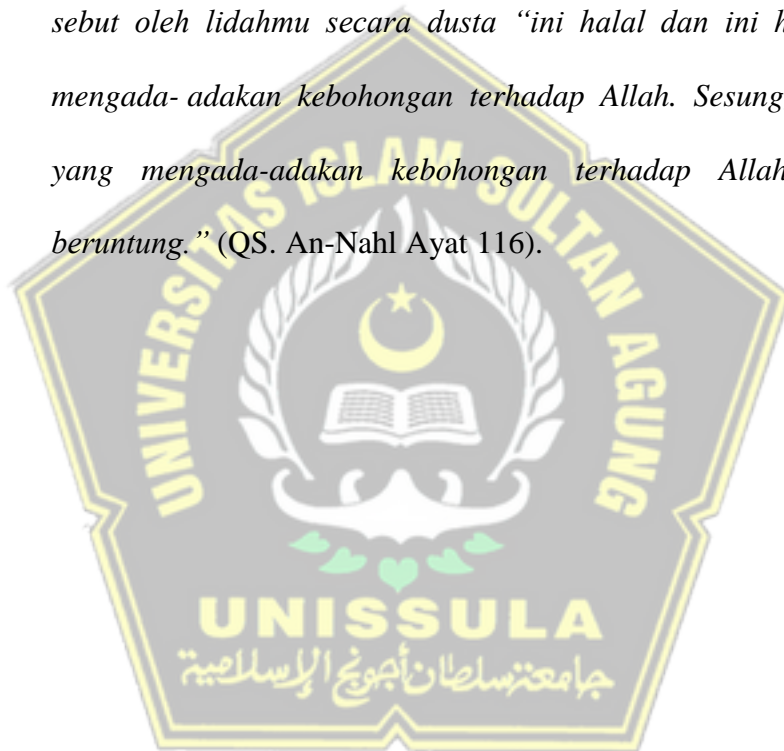 sebut oleh lidahmu secara dusta “ini halal dan ini h
mengada- adakan kebohongan terhadap Allah. Sesung
yang mengada-adakan kebohongan terhadap Allah
beruntung.” (QS. An-Nahl Ayat 116).
UNIVERSITAS ISLAM SULTAN AGUNG
UNISSULA
جامعة سلطان أجونج الإسلامية